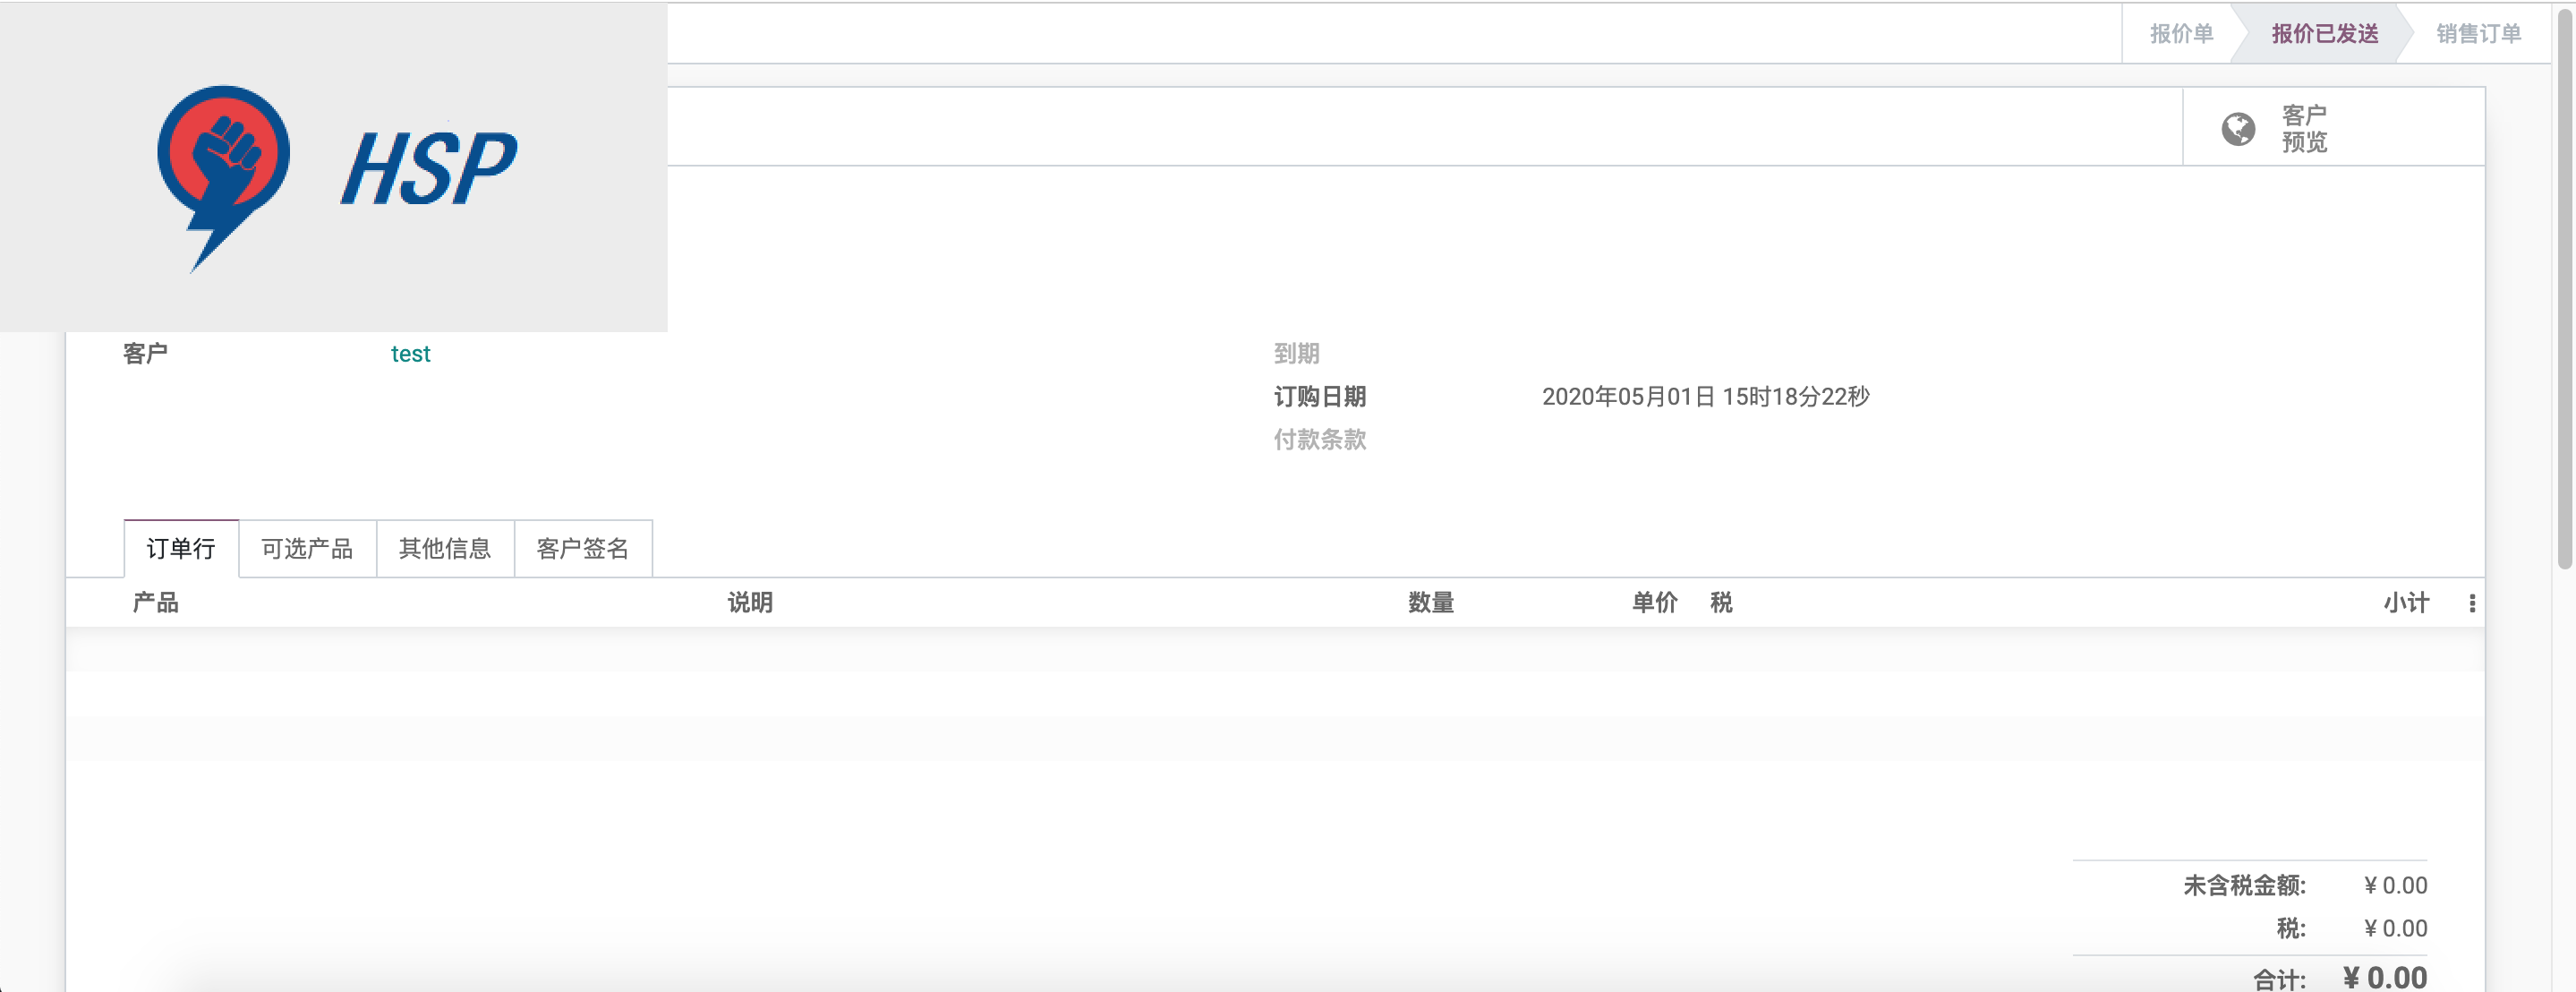 报价单 报价已发送 销售订单
HSP
客户
预览
客户 test
到期
订购日期 2020年05月01日 15时18分22秒
付款条款
订单行 可选产品 其他信息 客户签名
产品 说明 数量 单价 税 小计
未含税金额: ¥ 0.00
税: ¥ 0.00
合计: ¥ 0.00